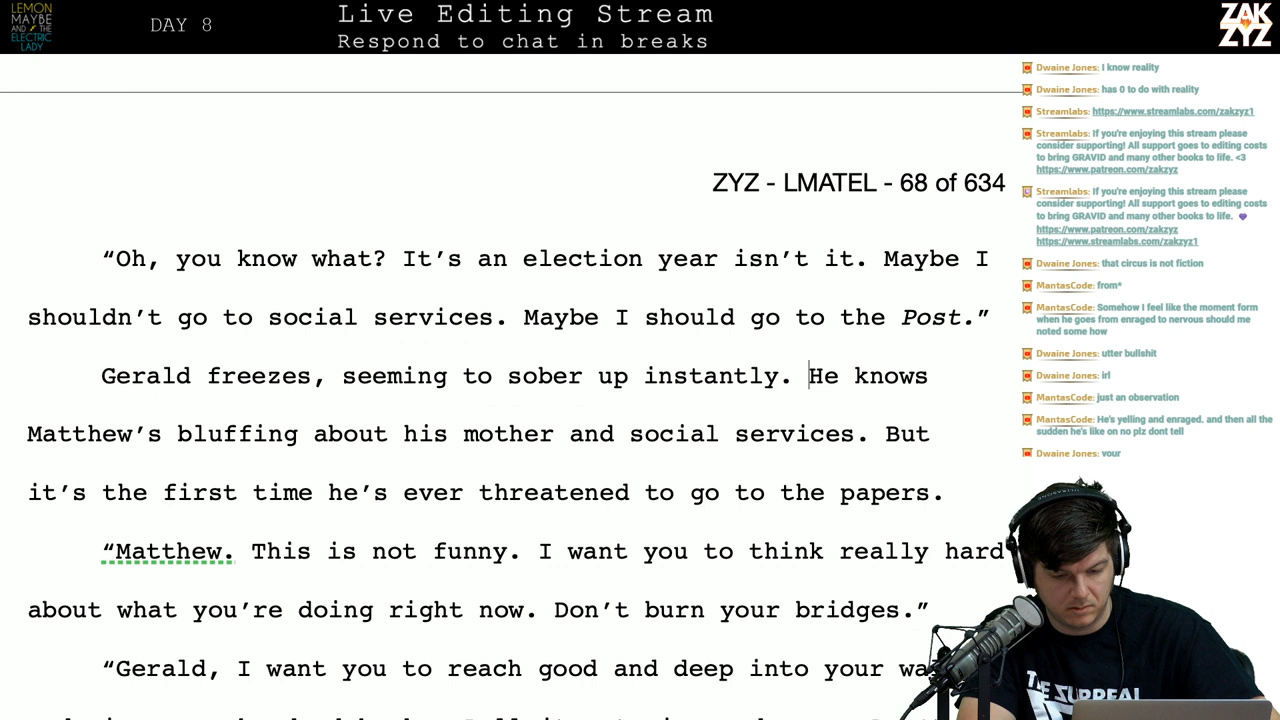 LEMON
MAYBE
AND THE
ELECTRIC
LADY
DAY 8
Live Editing Stream
Respond to chat in breaks
ZAK
ZYZ
ZYZ - LMATEL - 68 of 634
“Oh, you know what? It’s an election year isn’t it. Maybe I
shouldn’t go to social services. Maybe I should go to the Post.”
Gerald freezes, seeming to sober up instantly. He knows
Matthew’s bluffing about his mother and social services. But
it’s the first time he’s ever threatened to go to the papers.
“Matthew. This is not funny. I want you to think really hard
about what you’re doing right now. Don’t burn your bridges.”
“Gerald, I want you to reach good and deep into your
Dwaine Jones: I know reality
Dwaine Jones: has 0 to do with reality
Streamlabs: https://www.streamlabs.com/zakzyz1
Streamlabs: If you're enjoying this stream please
consider supporting! All support goes to editing costs
to bring GRAVID and many other books to life. <3
https://www.patreon.com/zakzyz
Streamlabs: If you're enjoying this stream please
consider supporting! All support goes to editing costs
to bring GRAVID and many other books to life. 💜
https://www.patreon.com/zakzyz
https://www.streamlabs.com/zakzyz1
Dwaine Jones: that circus is not fiction
MantasCode: from*
MantasCode: Somehow I feel like the moment form
when he goes from enraged to nervous should me
noted some how
Dwaine Jones: utter bullshit
Dwaine Jones: irl
MantasCode: just an observation
MantasCode: He's yelling and enraged. and then all the
sudden he's like on no plz dont tell
Dwaine Jones: your
ULTRASONE
THE SURREAL